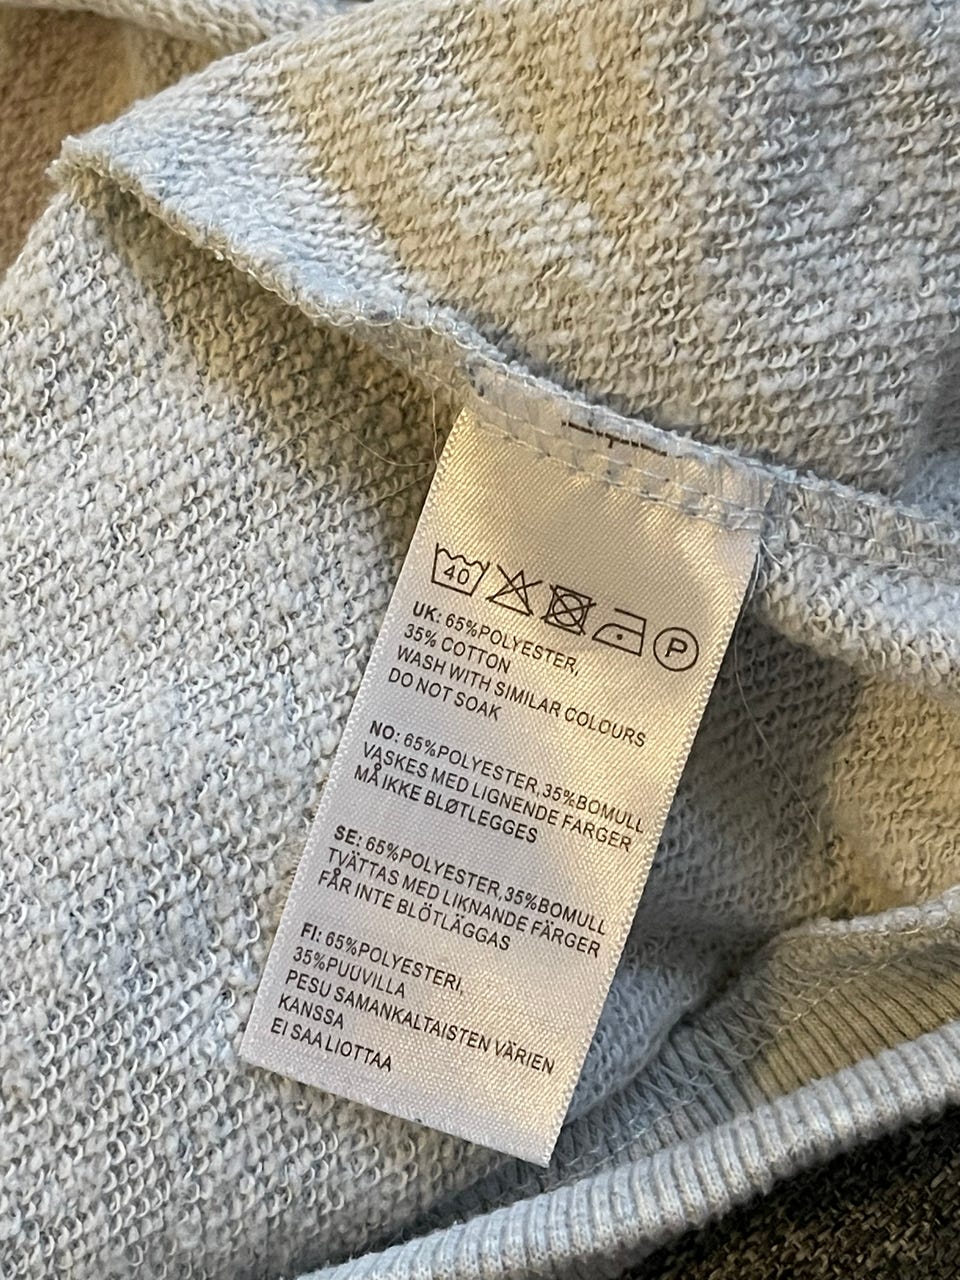 40 P
UK: 65%POLYESTER,
35% COTTON
WASH WITH SIMILAR COLOURS
DO NOT SOAK
NO: 65%POLYESTER,35%BOMULL
VASKES MED LIGNENDE FARGER
MÅ IKKE BLØTLEGGES
SE: 65%POLYESTER,35%BOMULL
TVÄTTAS MED LIKNANDE FÄRGER
FÅR INTE BLÖTLÄGGAS
FI: 65%POLYESTERI,
35%PUUVILLA
PESU SAMANKALTAISTEN VÄRIEN
KANSSA
EI SAA LIOTTAA